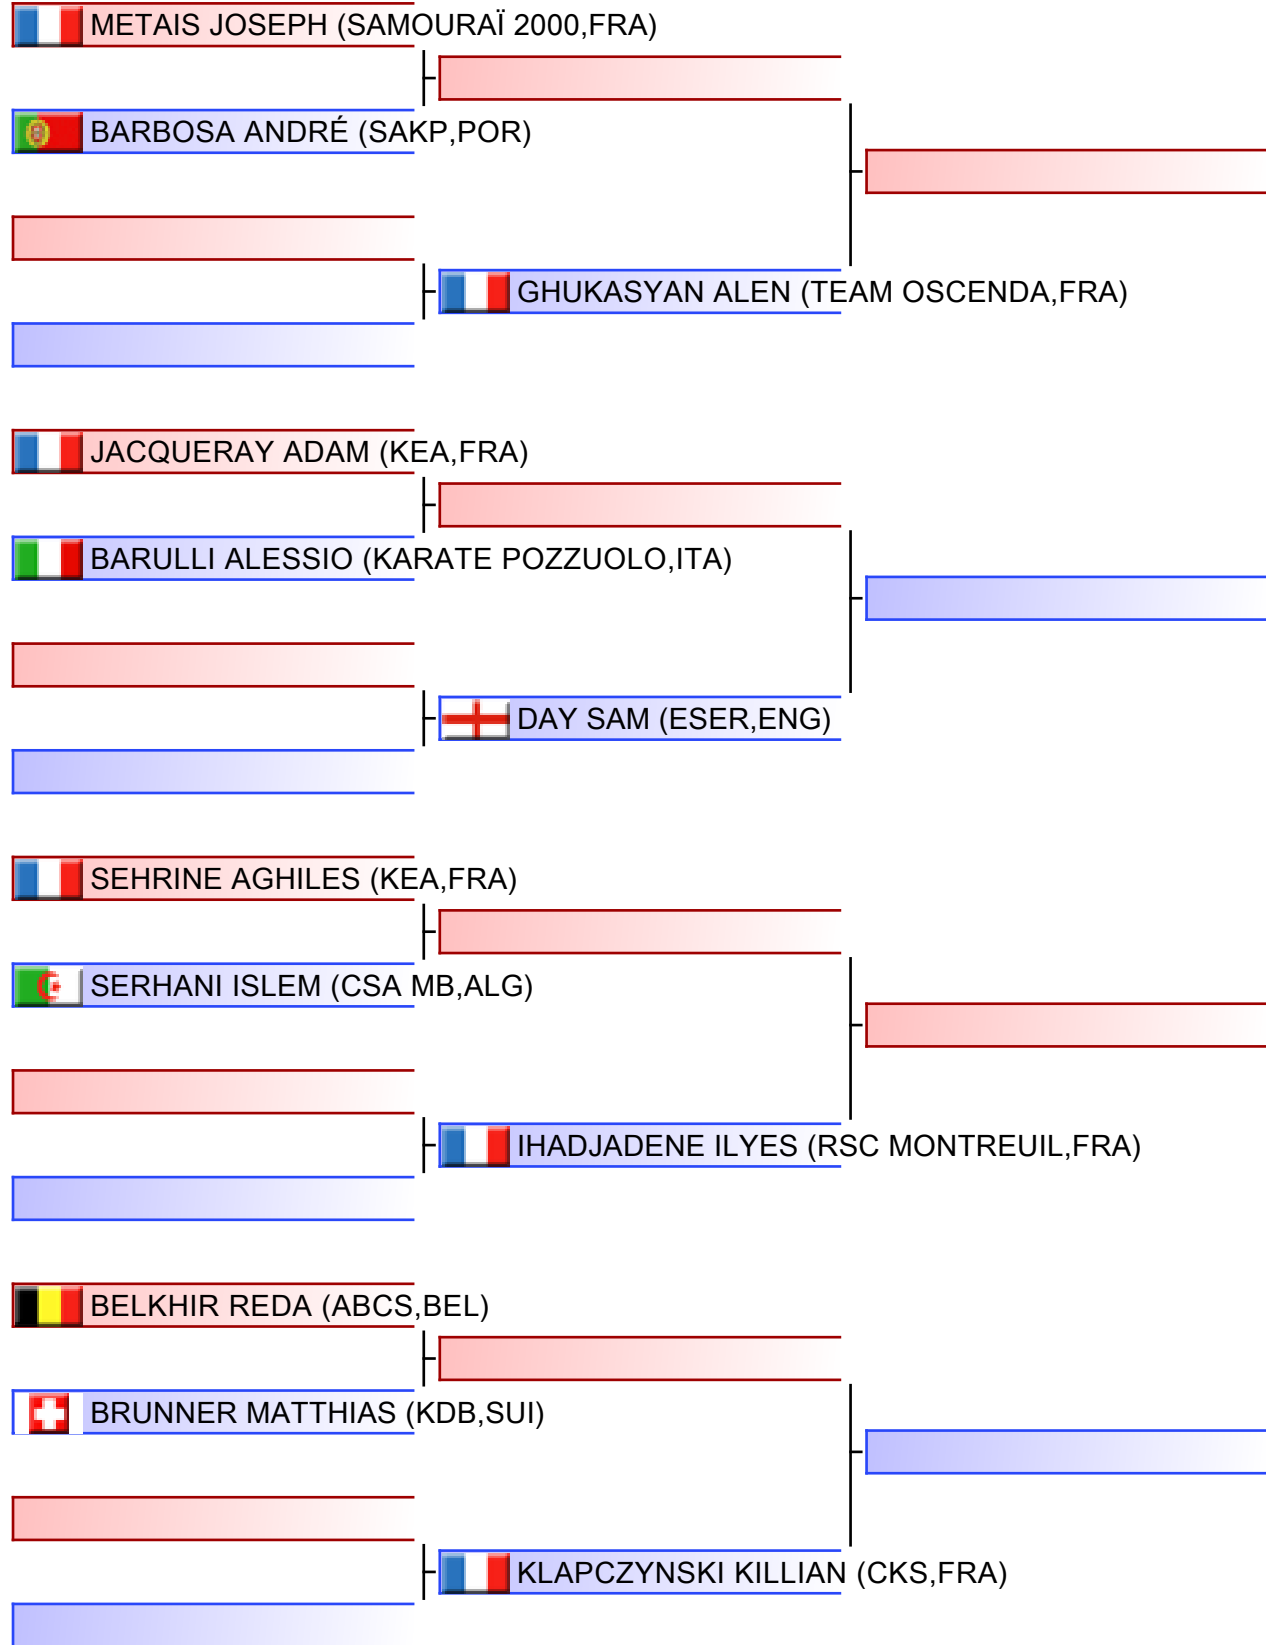 METAIS JOSEPH (SAMOURAÏ 2000,FRA)
BARBOSA ANDRÉ (SAKP,POR)
GHUKASYAN ALEN (TEAM OSCENDA,FRA)
JACQUERAY ADAM (KEA,FRA)
BARULLI ALESSIO (KARATE POZZUOLO,ITA)
DAY SAM (ESER,ENG)
SEHRINE AGHILES (KEA,FRA)
SERHANI ISLEM (CSA MB,ALG)
IHADJADENE ILYES (RSC MONTREUIL,FRA)
BELKHIR REDA (ABCS,BEL)
BRUNNER MATTHIAS (KDB,SUI)
KLAPCZYNSKI KILLIAN (CKS,FRA)